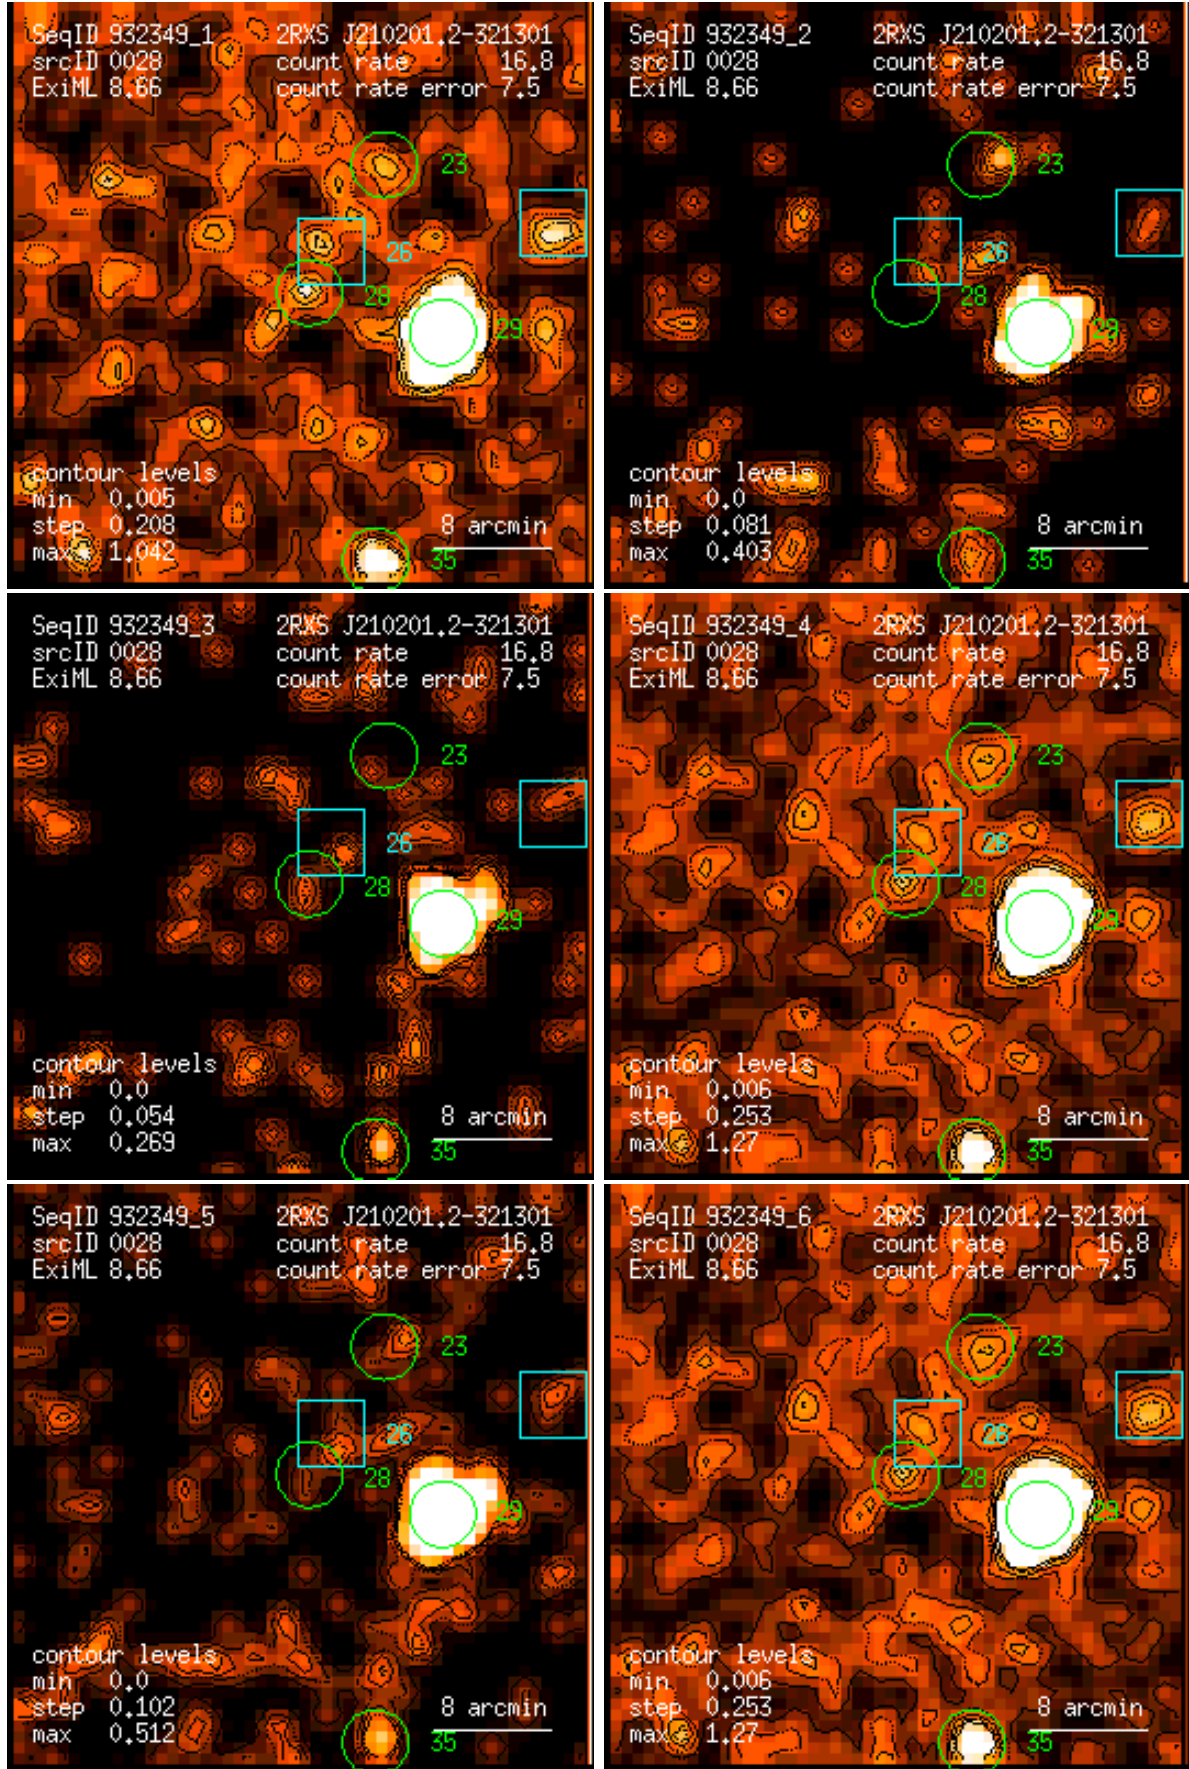 SeqID 932349_1 2RXS J210201.2-321301
srcID 0028 count rate 16.8
ExiML 8.66 count rate error 7.5
23
26
28
29
contour levels
min 0.005
step 0.208 8 arcmin
max 1.042 35
SeqID 932349_2 2RXS J210201.2-321301
srcID 0028 count rate 16.8
ExiML 8.66 count rate error 7.5
23
26
28
29
contour levels
min 0.0
step 0.081 8 arcmin
max 0.403 35
SeqID 932349_3 2RXS J210201.2-321301
srcID 0028 count rate 16.8
ExiML 8.66 count rate error 7.5
23
26
28
29
contour levels
min 0.0
step 0.054 8 arcmin
max 0.269 35
SeqID 932349_4 2RXS J210201.2-321301
srcID 0028 count rate 16.8
ExiML 8.66 count rate error 7.5
23
26
28
29
contour levels
min 0.006
step 0.253 8 arcmin
max 1.27 35
SeqID 932349_5 2RXS J210201.2-321301
srcID 0028 count rate 16.8
ExiML 8.66 count rate error 7.5
23
26
28
29
contour levels
min 0.0
step 0.102 8 arcmin
max 0.512 35
SeqID 932349_6 2RXS J210201.2-321301
srcID 0028 count rate 16.8
ExiML 8.66 count rate error 7.5
23
26
28
29
contour levels
min 0.006
step 0.253 8 arcmin
max 1.27 35